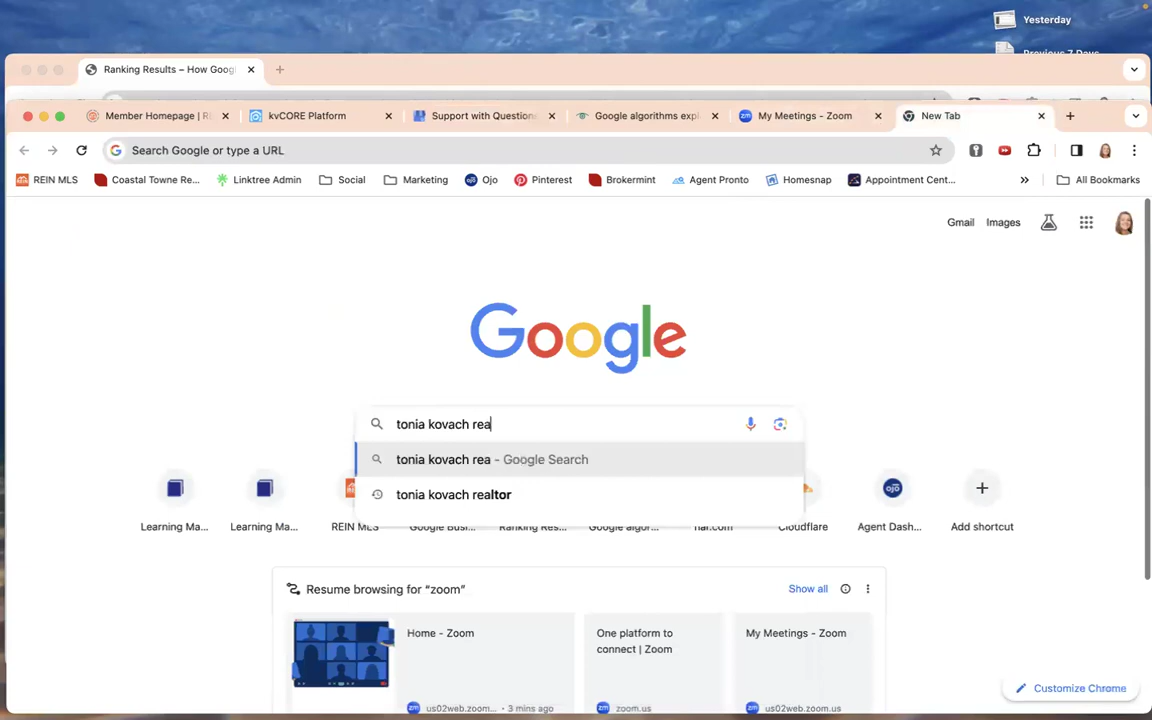 Yesterday
Previous 7 Days
Ranking Results – How Goog
Member Homepage | R
kvCORE Platform
Support with Question
Google algorithms expl
My Meetings - Zoom
New Tab
Search Google or type a URL
REIN MLS
Coastal Towne Re...
Linktree Admin
Social
Marketing
Ojo
Pinterest
Brokermint
Agent Pronto
Homesnap
Appointment Cent...
All Bookmarks
Gmail
Images
Google
tonia kovach rea
tonia kovach rea - Google Search
tonia kovach realtor
Learning Ma...
Learning Ma...
REIN MLS
Google Busi...
Ranking Res...
Google algor...
nar.com
Cloudflare
Agent Dash...
Add shortcut
Resume browsing for “zoom”
Show all
Home - Zoom
One platform to
connect | Zoom
My Meetings - Zoom
us02web.zoom... • 3 mins ago
zoom.us
us02web.zoom.us
Customize Chrome